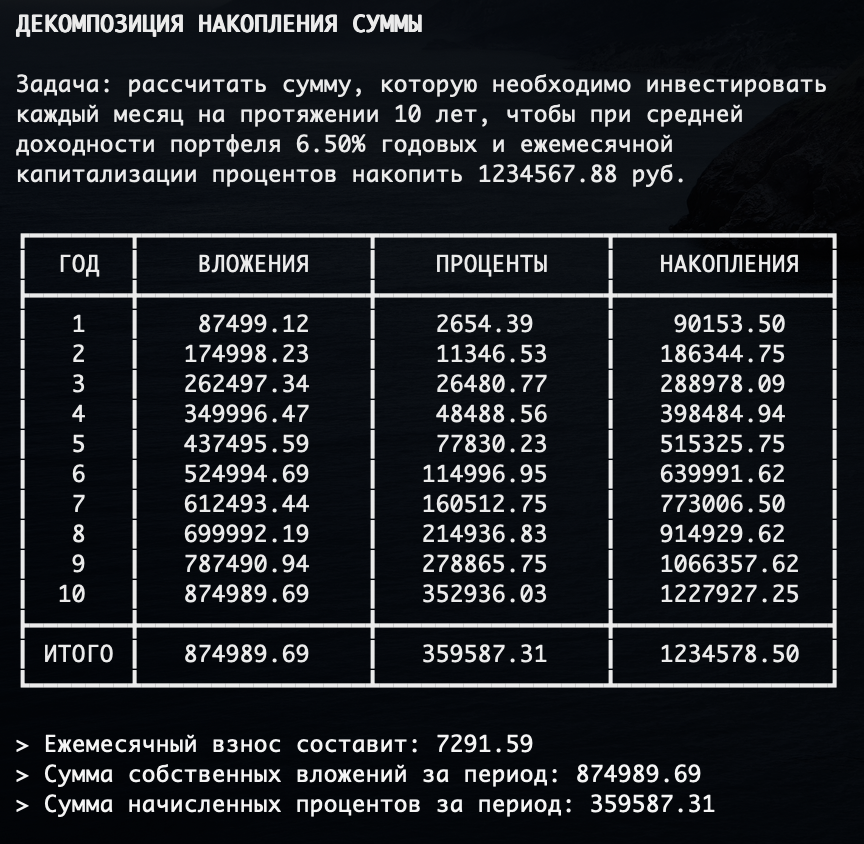 ДЕКОМПОЗИЦИЯ НАКОПЛЕНИЯ СУММЫ
Задача: рассчитать сумму, которую необходимо инвестировать
каждый месяц на протяжении 10 лет, чтобы при средней
доходности портфеля 6.50% годовых и ежемесячной
капитализации процентов накопить 1234567.88 руб.
ГОД ВЛОЖЕНИЯ ПРОЦЕНТЫ НАКОПЛЕНИЯ
1 87499.12 2654.39 90153.50
2 174998.23 11346.53 186344.75
3 262497.34 26480.77 288978.09
4 349996.47 48488.56 398484.94
5 437495.59 77830.23 515325.75
6 524994.69 114996.95 639991.62
7 612493.44 160512.75 773006.50
8 699992.19 214936.83 914929.62
9 787490.94 278865.75 1066357.62
10 874989.69 352936.03 1227927.25
ИТОГО 874989.69 359587.31 1234578.50
> Ежемесячный взнос составит: 7291.59
> Сумма собственных вложений за период: 874989.69
> Сумма начисленных процентов за период: 359587.31